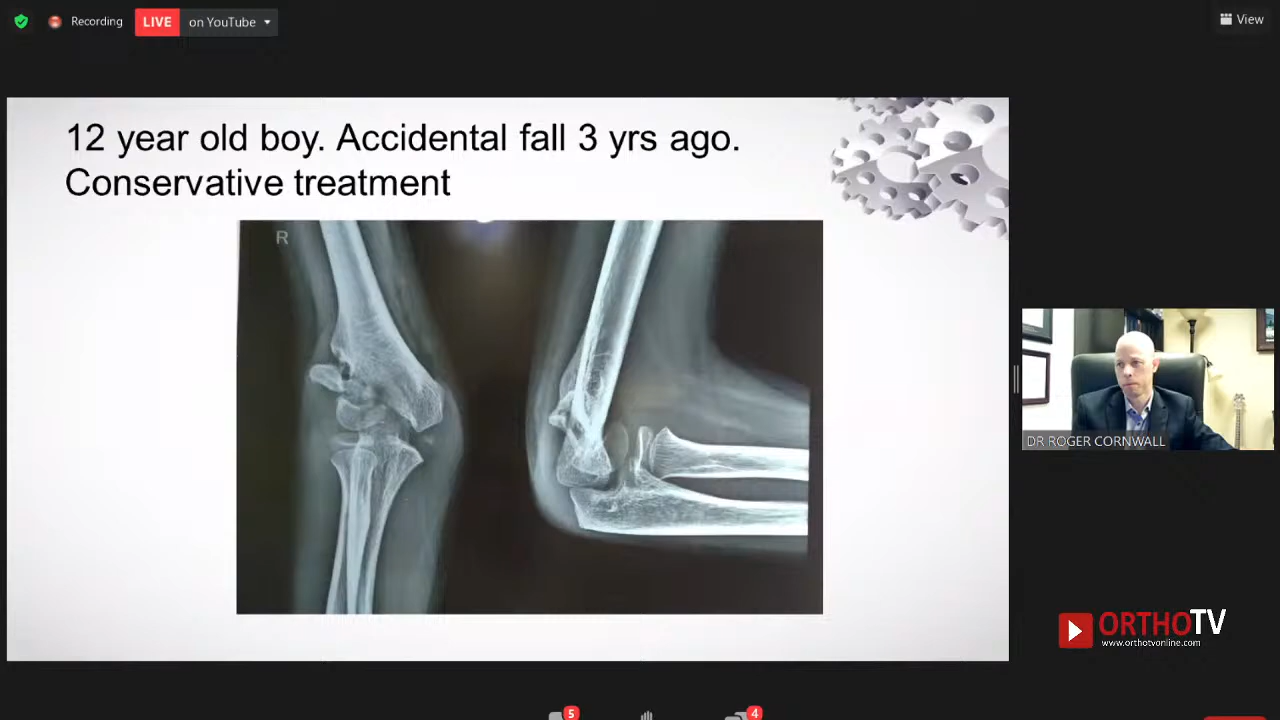 Recording
LIVE on YouTube
View
12 year old boy. Accidental fall 3 yrs ago.
Conservative treatment
R
DR ROGER CORNWALL
ORTHOTV
www.orthotvonline.com
5
4